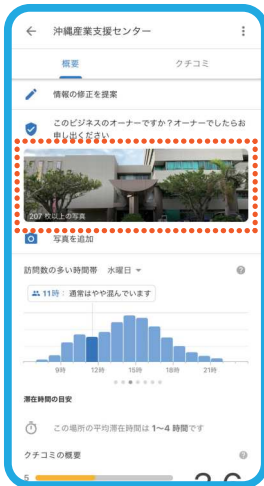 沖縄産業支援センター
概要
クチコミ
情報の修正を提案
このビジネスのオーナーですか？オーナーでしたらお
申し出ください
207 枚以上の写真
写真を追加
訪問数の多い時間帯 水曜日
11時： 通常はやや混んでいます
9時 12時 15時 18時 21時
滞在時間の目安
この場所の平均滞在時間は 1〜4 時間です
クチコミの概要
5